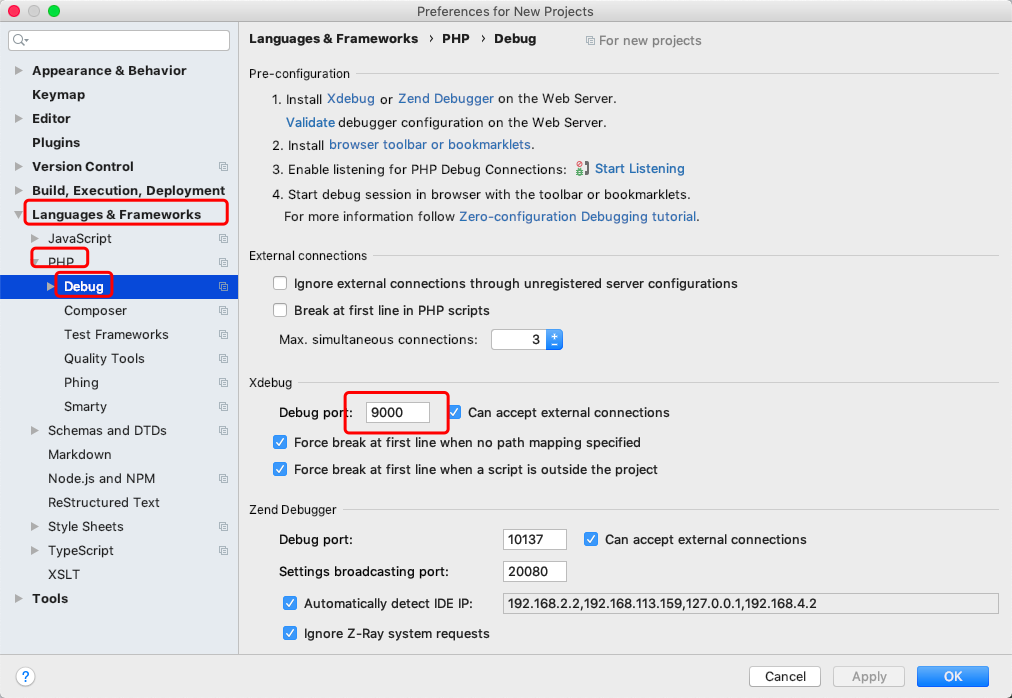 Preferences for New Projects
Appearance & Behavior
Keymap
Editor
Plugins
Version Control
Build, Execution, Deployment
Languages & Frameworks
JavaScript
PHP
Debug
Composer
Test Frameworks
Quality Tools
Phing
Smarty
Schemas and DTDs
Markdown
Node.js and NPM
ReStructured Text
Style Sheets
TypeScript
XSLT
Tools
Languages & Frameworks › PHP › Debug For new projects
Pre-configuration
1. Install Xdebug or Zend Debugger on the Web Server.
Validate debugger configuration on the Web Server.
2. Install browser toolbar or bookmarklets.
3. Enable listening for PHP Debug Connections: Start Listening
4. Start debug session in browser with the toolbar or bookmarklets.
For more information follow Zero-configuration Debugging tutorial.
External connections
Ignore external connections through unregistered server configurations
Break at first line in PHP scripts
Max. simultaneous connections: 3
Xdebug
Debug port: 9000 Can accept external connections
Force break at first line when no path mapping specified
Force break at first line when a script is outside the project
Zend Debugger
Debug port: 10137 Can accept external connections
Settings broadcasting port: 20080
Automatically detect IDE IP: 192.168.2.2,192.168.113.159,127.0.0.1,192.168.4.2
Ignore Z-Ray system requests
? Cancel Apply OK